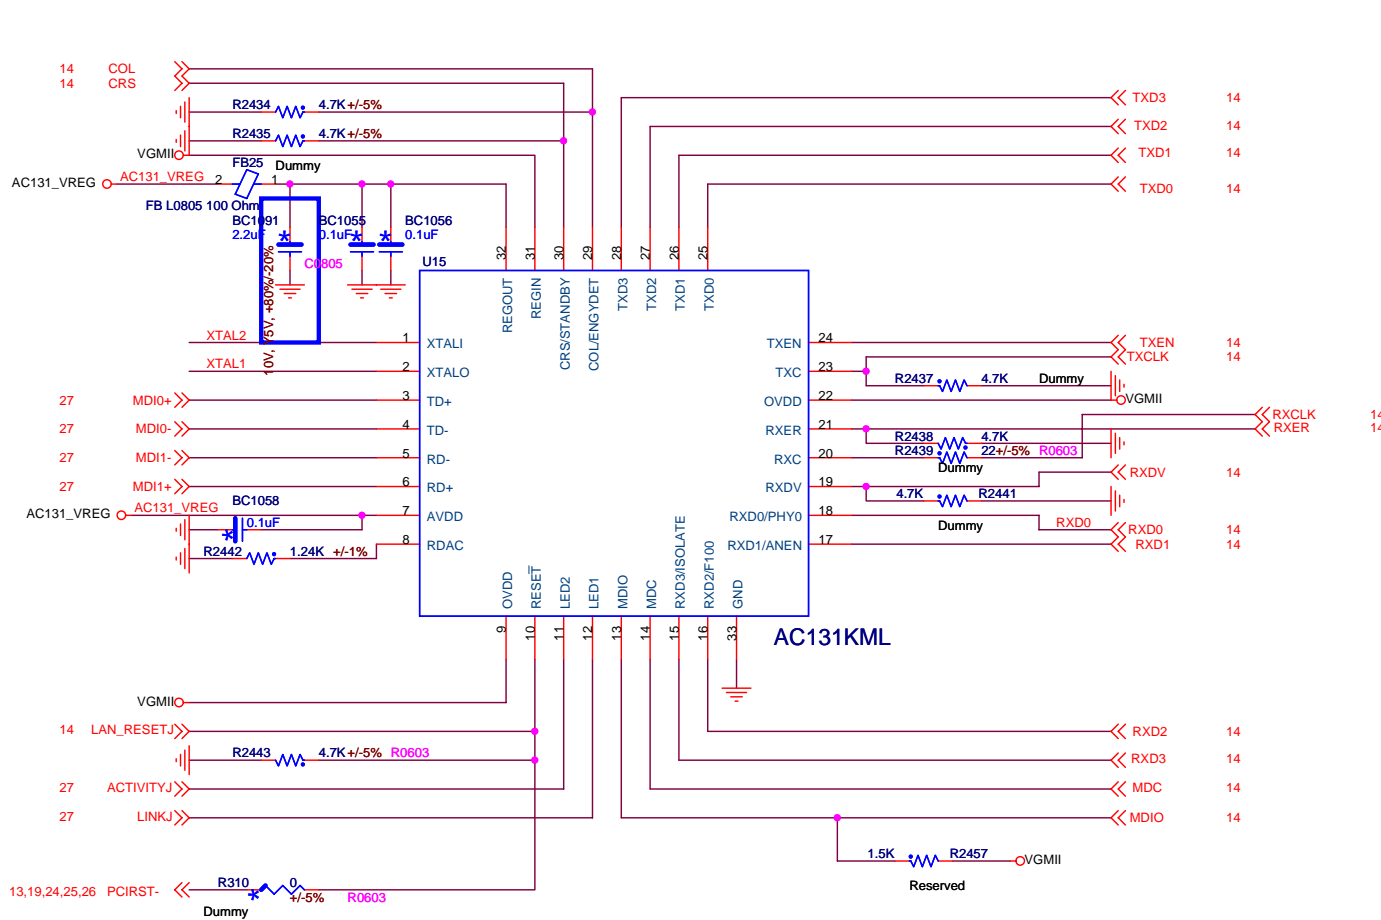 14 COL
14 CRS
R2434 4.7K +/-5%
R2435 4.7K +/-5%
VGMII
FB25 Dummy
AC131_VREG AC131_VREG 2 1
FB L0805 100 Ohm
BC1091 BC1055 BC1056
2.2uF 0.1uF 0.1uF
C0805
10V, Y5V, +80%/-20%
TXD3 14
TXD2 14
TXD1 14
TXD0 14
U15
32 31 30 29 28 27 26 25
REGOUT REGIN CRS/STANDBY COL/ENGYDET TXD3 TXD2 TXD1 TXD0
XTAL2 1 XTALI
XTAL1 2 XTALO
27 MDI0+ 3 TD+
27 MDI0- 4 TD-
27 MDI1- 5 RD-
27 MDI1+ 6 RD+
BC1058
AC131_VREG AC131_VREG 7 AVDD
0.1uF
R2442 1.24K +/-1% 8 RDAC
TXEN 24 TXEN 14
TXC 23 TXCLK 14
R2437 4.7K Dummy
OVDD 22 VGMII
RXCLK 14
RXER 21 RXER 14
R2438 4.7K
RXC 20 R2439 22+/-5% R0603
Dummy
RXDV 19 RXDV 14
4.7K R2441
RXD0/PHY0 18 Dummy RXD0 RXD0 14
RXD1/ANEN 17 RXD1 14
OVDD RESET LED2 LED1 MDIO MDC RXD3/ISOLATE RXD2/F100 GND
9 10 11 12 13 14 15 16 33
AC131KML
VGMII
14 LAN_RESETJ
R2443 4.7K +/-5% R0603
27 ACTIVITYJ
27 LINKJ
RXD2 14
RXD3 14
MDC 14
MDIO 14
1.5K R2457 VGMII
Reserved
13,19,24,25,26 PCIRST- R310 0
+/-5% R0603
Dummy